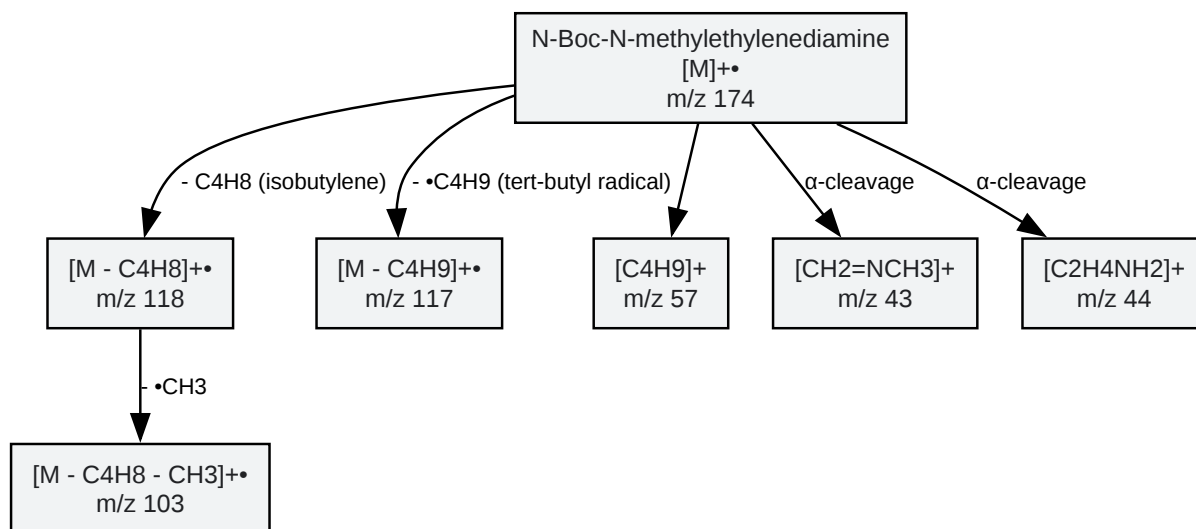 N-Boc-N-methylethylenediamine
[M]+•
m/z 174
- C4H8 (isobutylene)
- •C4H9 (tert-butyl radical)
α-cleavage
α-cleavage
[M - C4H8]+•
m/z 118
[M - C4H9]+•
m/z 117
[C4H9]+
m/z 57
[CH2=NCH3]+
m/z 43
[C2H4NH2]+
m/z 44
- •CH3
[M - C4H8 - CH3]+•
m/z 103